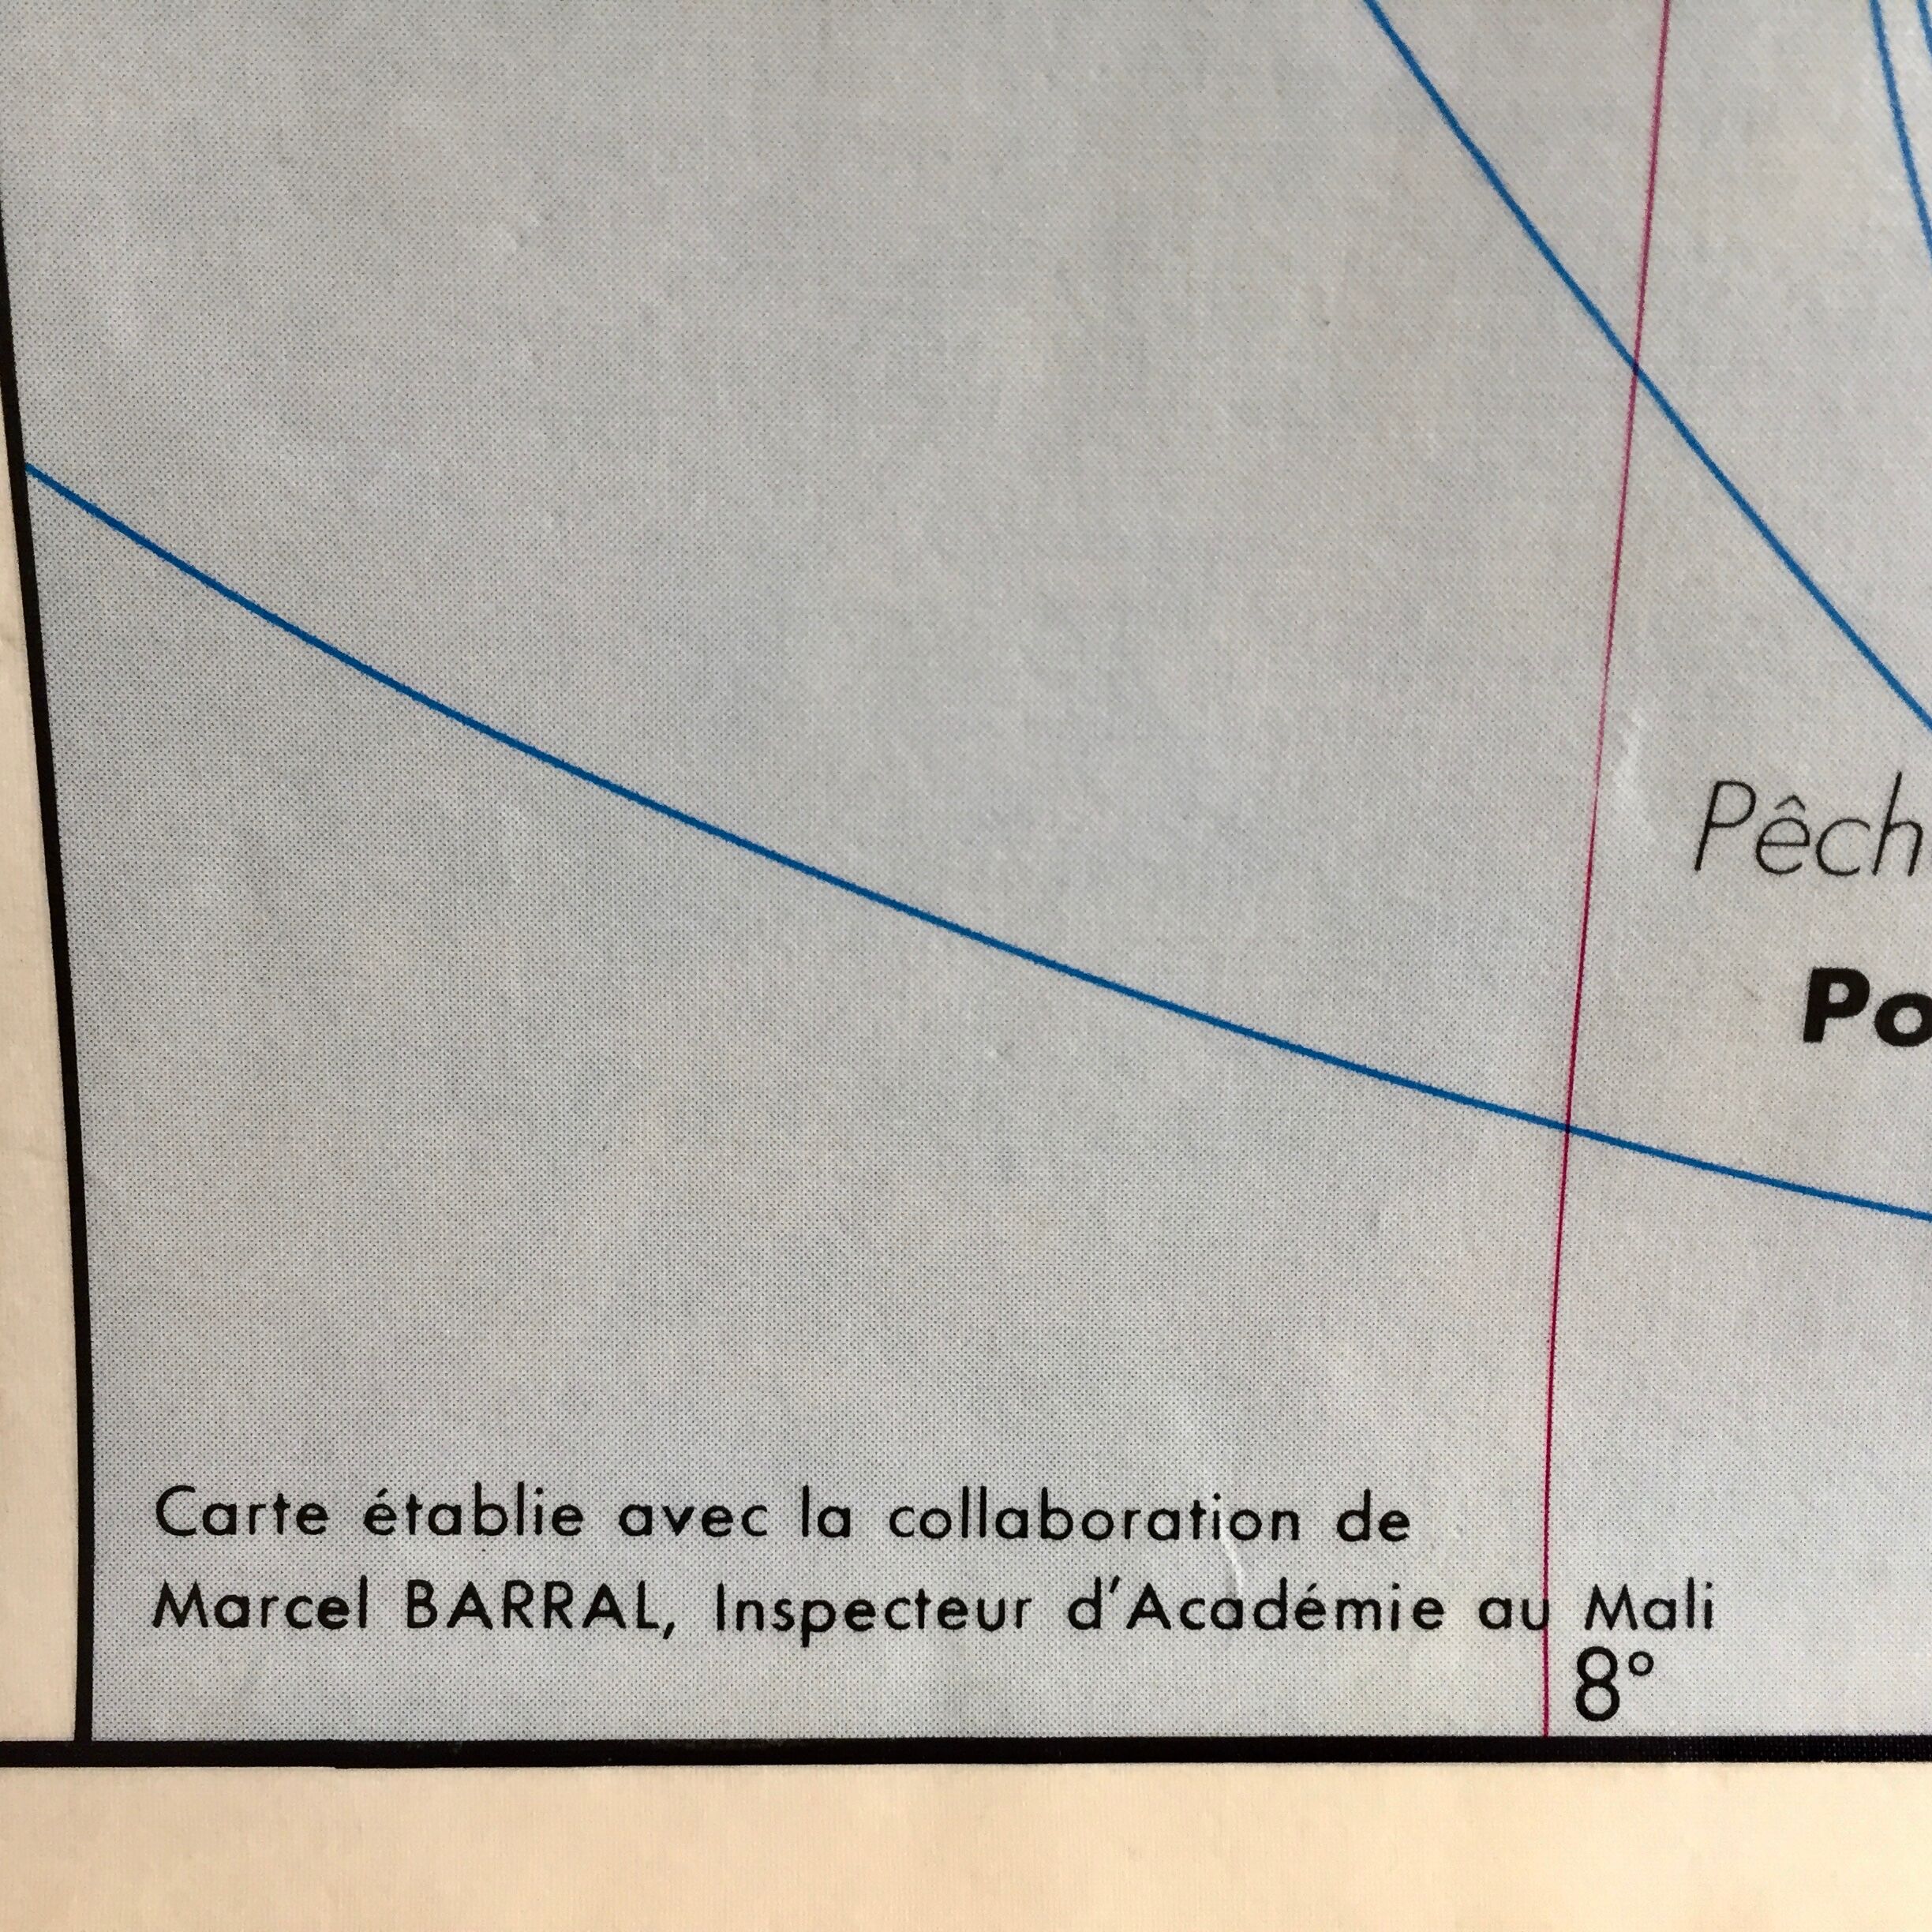 Pêch
Po
Carte établie avec la collaboration de
Marcel BARRAL, Inspecteur d'Académie au Mali
8°